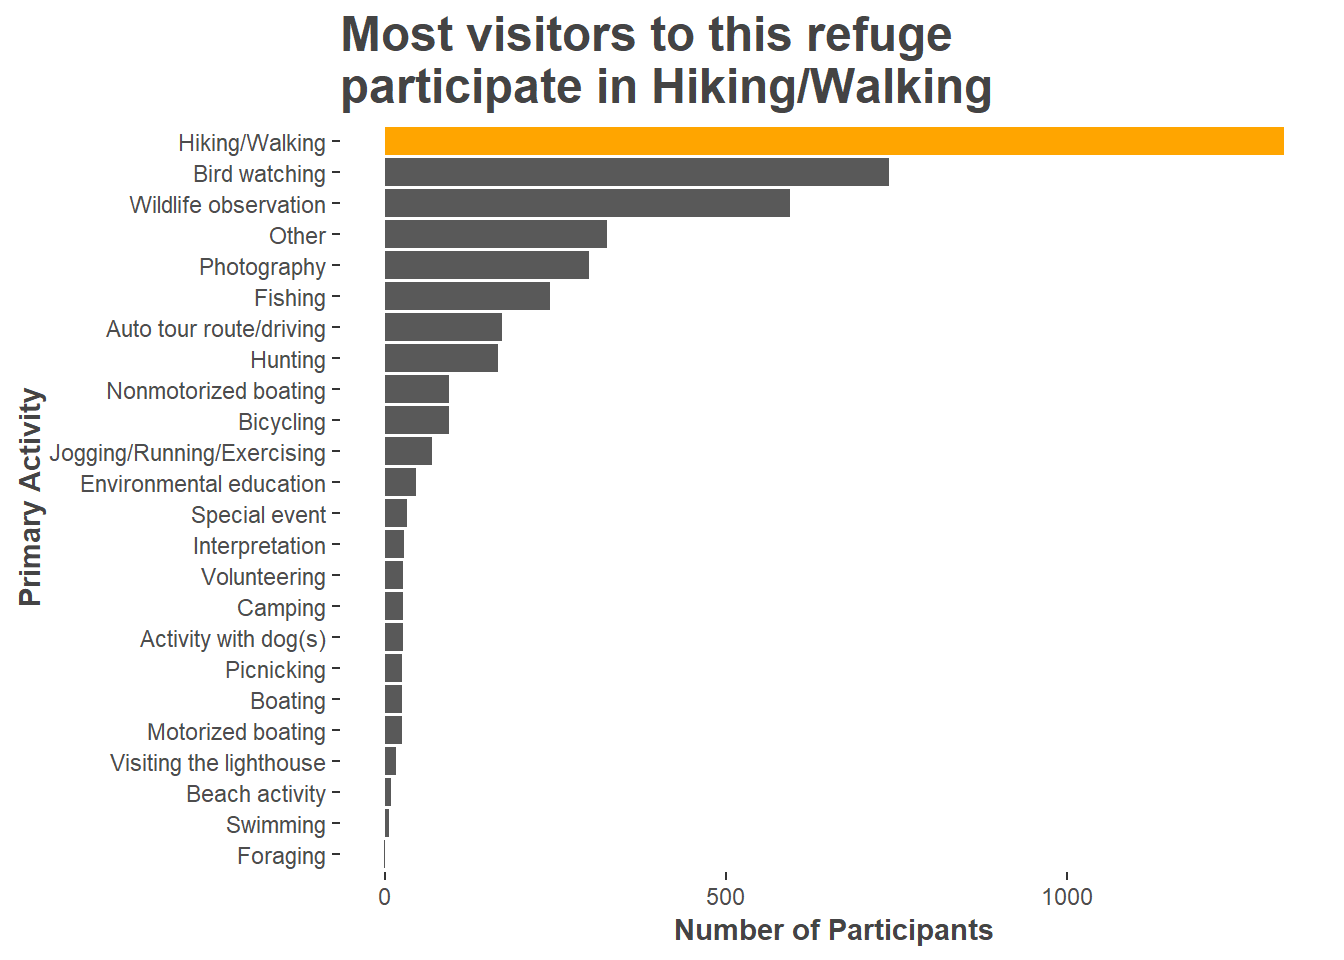 Most visitors to this refuge
participate in Hiking/Walking
Hiking/Walking
Bird watching
Wildlife observation
Other
Photography
Fishing
Auto tour route/driving
Hunting
Nonmotorized boating
Bicycling
Jogging/Running/Exercising
Environmental education
Special event
Interpretation
Volunteering
Camping
Activity with dog(s)
Picnicking
Boating
Motorized boating
Visiting the lighthouse
Beach activity
Swimming
Foraging
Primary Activity
0 500 1000
Number of Participants